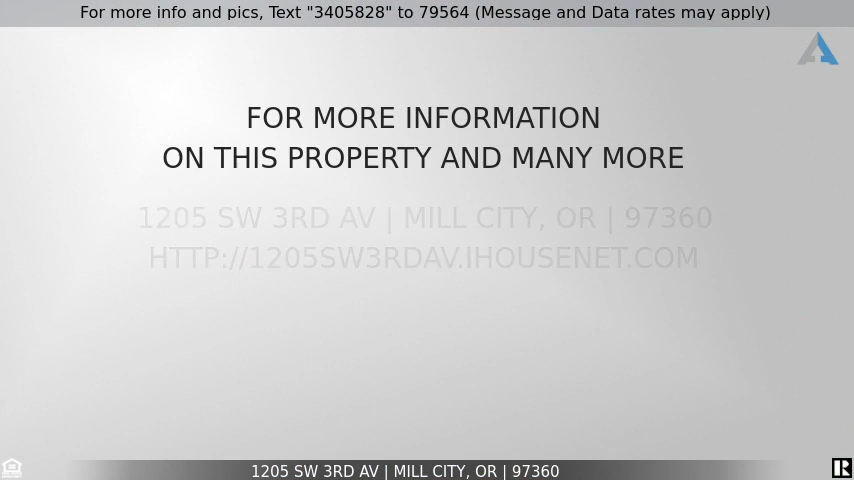 For more info and pics, Text "3405828" to 79564 (Message and Data rates may apply)
FOR MORE INFORMATION
ON THIS PROPERTY AND MANY MORE
1205 SW 3RD AV | MILL CITY, OR | 97360
HTTP://1205SW3RDAV.IHOUSENET.COM
1205 SW 3RD AV | MILL CITY, OR | 97360